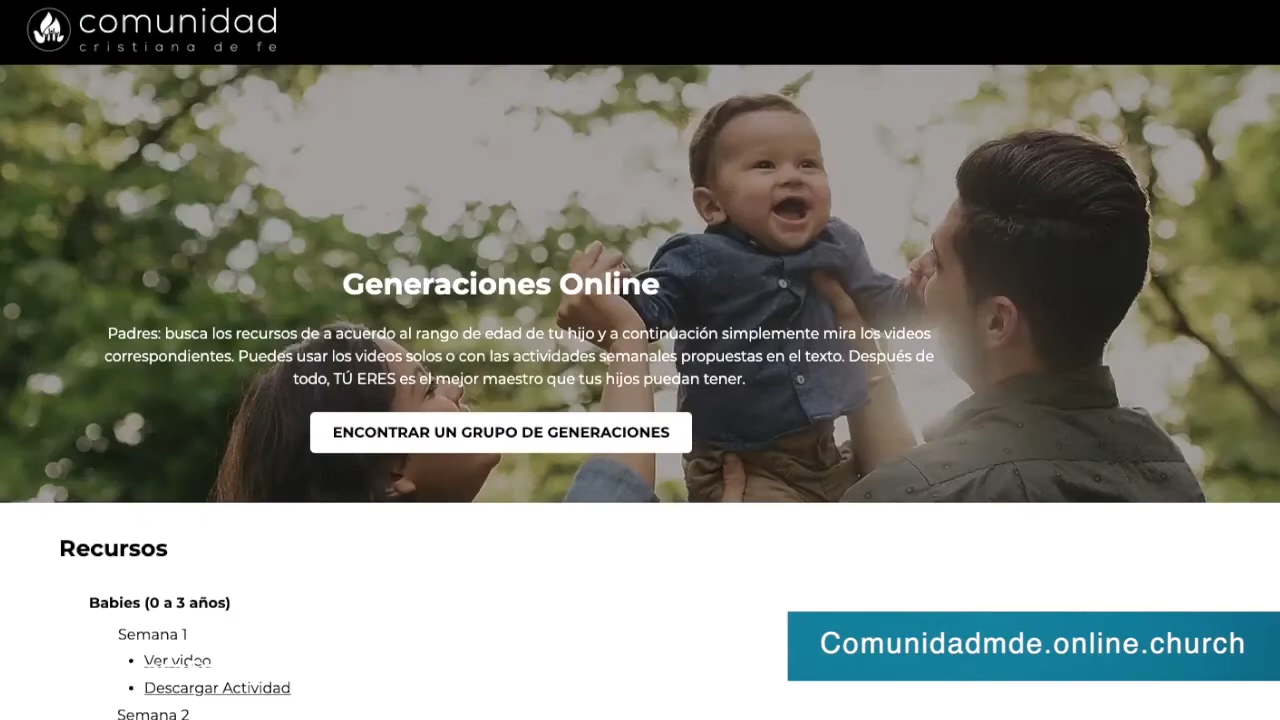 comunidad
cristiana de fe
Generaciones Online
Padres: busca los recursos de a acuerdo al rango de edad de tu hijo y a continuación simplemente mira los videos
correspondientes. Puedes usar los videos solos o con las actividades semanales propuestas en el texto. Después de
todo, TÚ ERES es el mejor maestro que tus hijos puedan tener.
ENCONTRAR UN GRUPO DE GENERACIONES
Recursos
Babies (0 a 3 años)
Semana 1
• Ver video
• Descargar Actividad
Semana 2
Comunidadmde.online.church